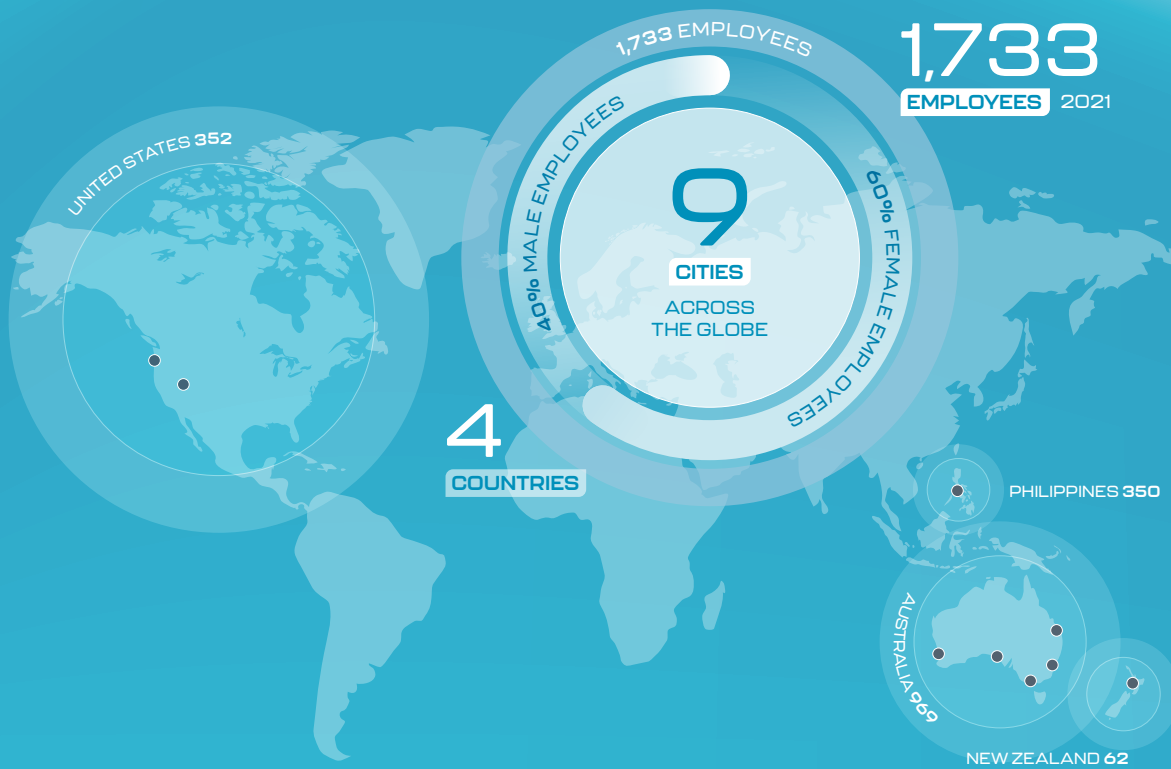 1,733 EMPLOYEES
1,733
EMPLOYEES 2021
UNITED STATES 352
40% MALE EMPLOYEES
60% FEMALE EMPLOYEES
9
CITIES
ACROSS
THE GLOBE
4
COUNTRIES
PHILIPPINES 350
AUSTRALIA 969
NEW ZEALAND 62